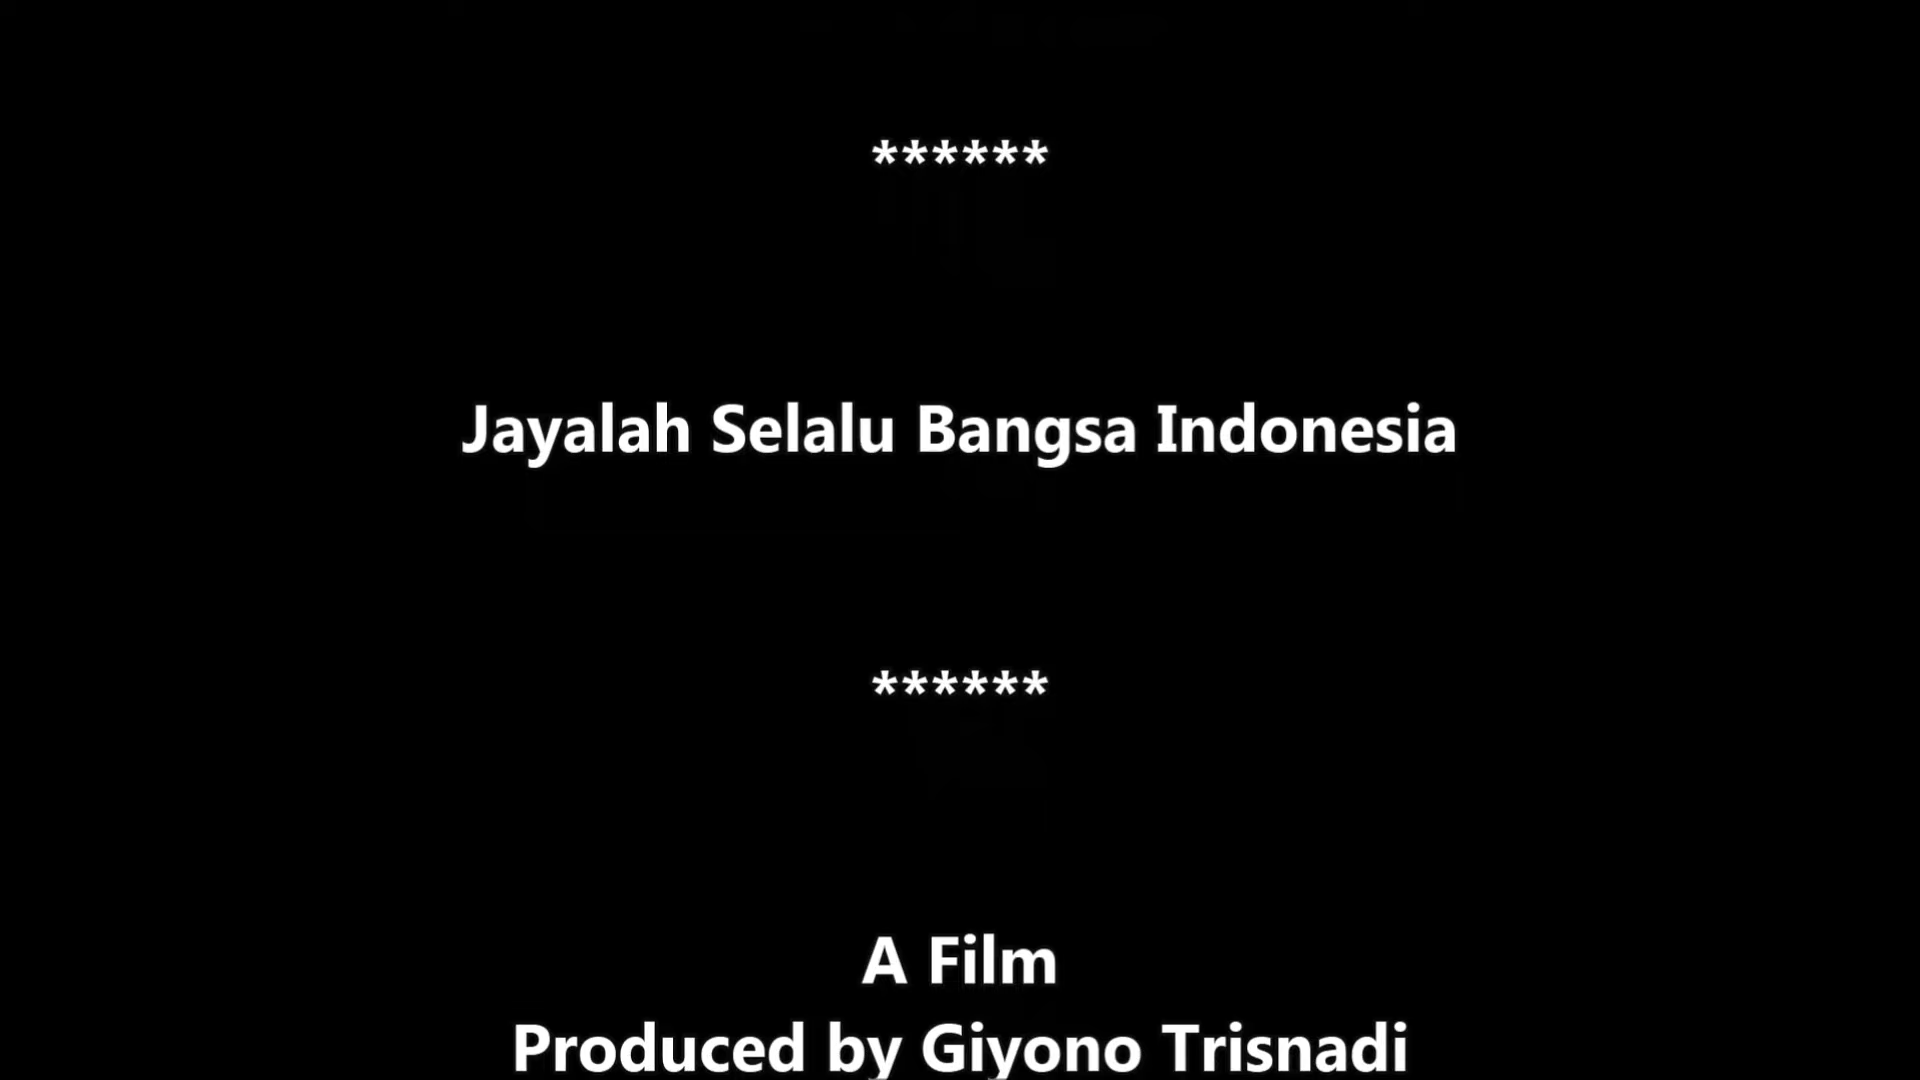 ******
Jayalah Selalu Bangsa Indonesia
******
A Film
Produced by Giyono Trisnadi